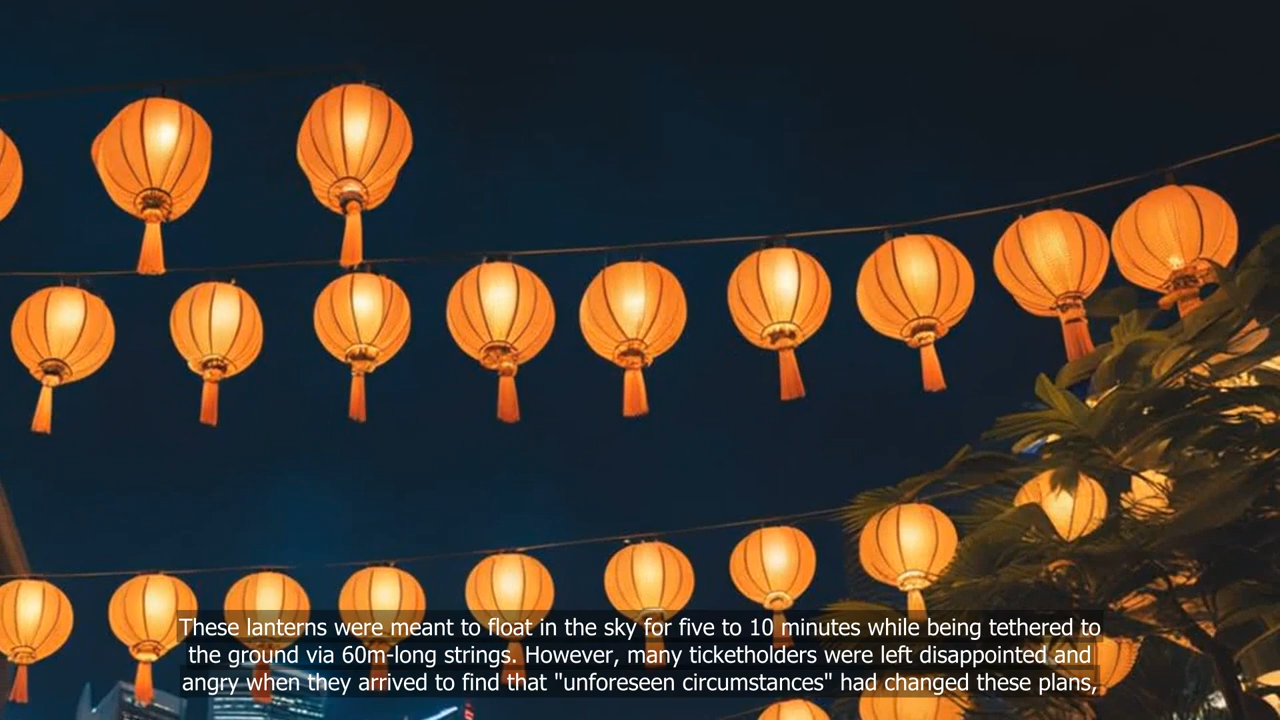 These lanterns were meant to float in the sky for five to 10 minutes while being tethered to
the ground via 60m-long strings. However, many ticketholders were left disappointed and
angry when they arrived to find that "unforeseen circumstances" had changed these plans,